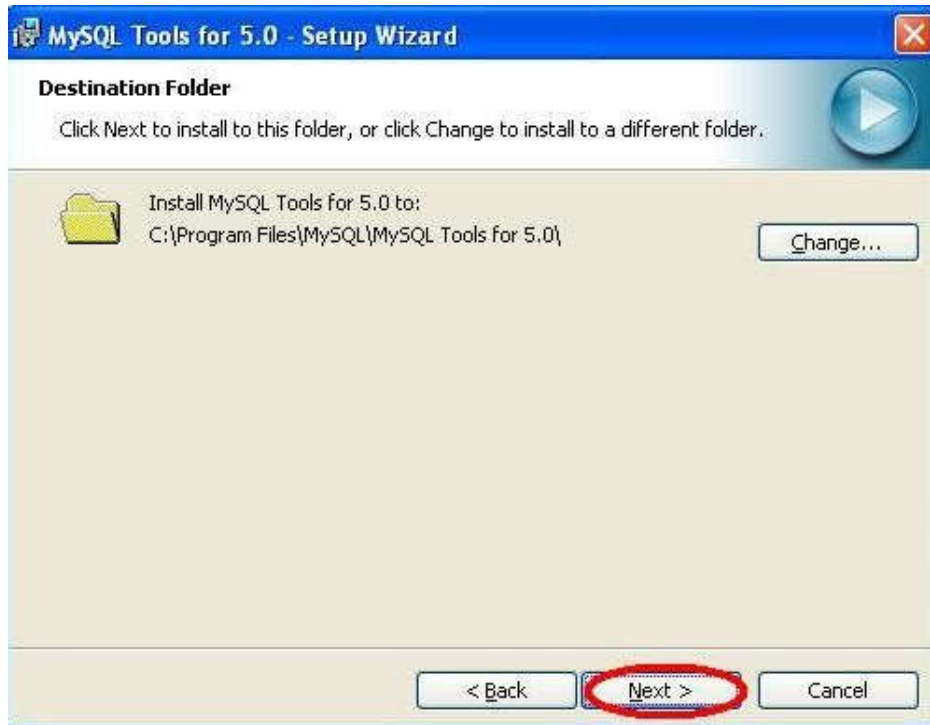 MySQL Tools for 5.0 - Setup Wizard
Destination Folder
Click Next to install to this folder, or click Change to install to a different folder.
Install MySQL Tools for 5.0 to:
C:\Program Files\MySQL\MySQL Tools for 5.0\
Change...
< Back
Next >
Cancel